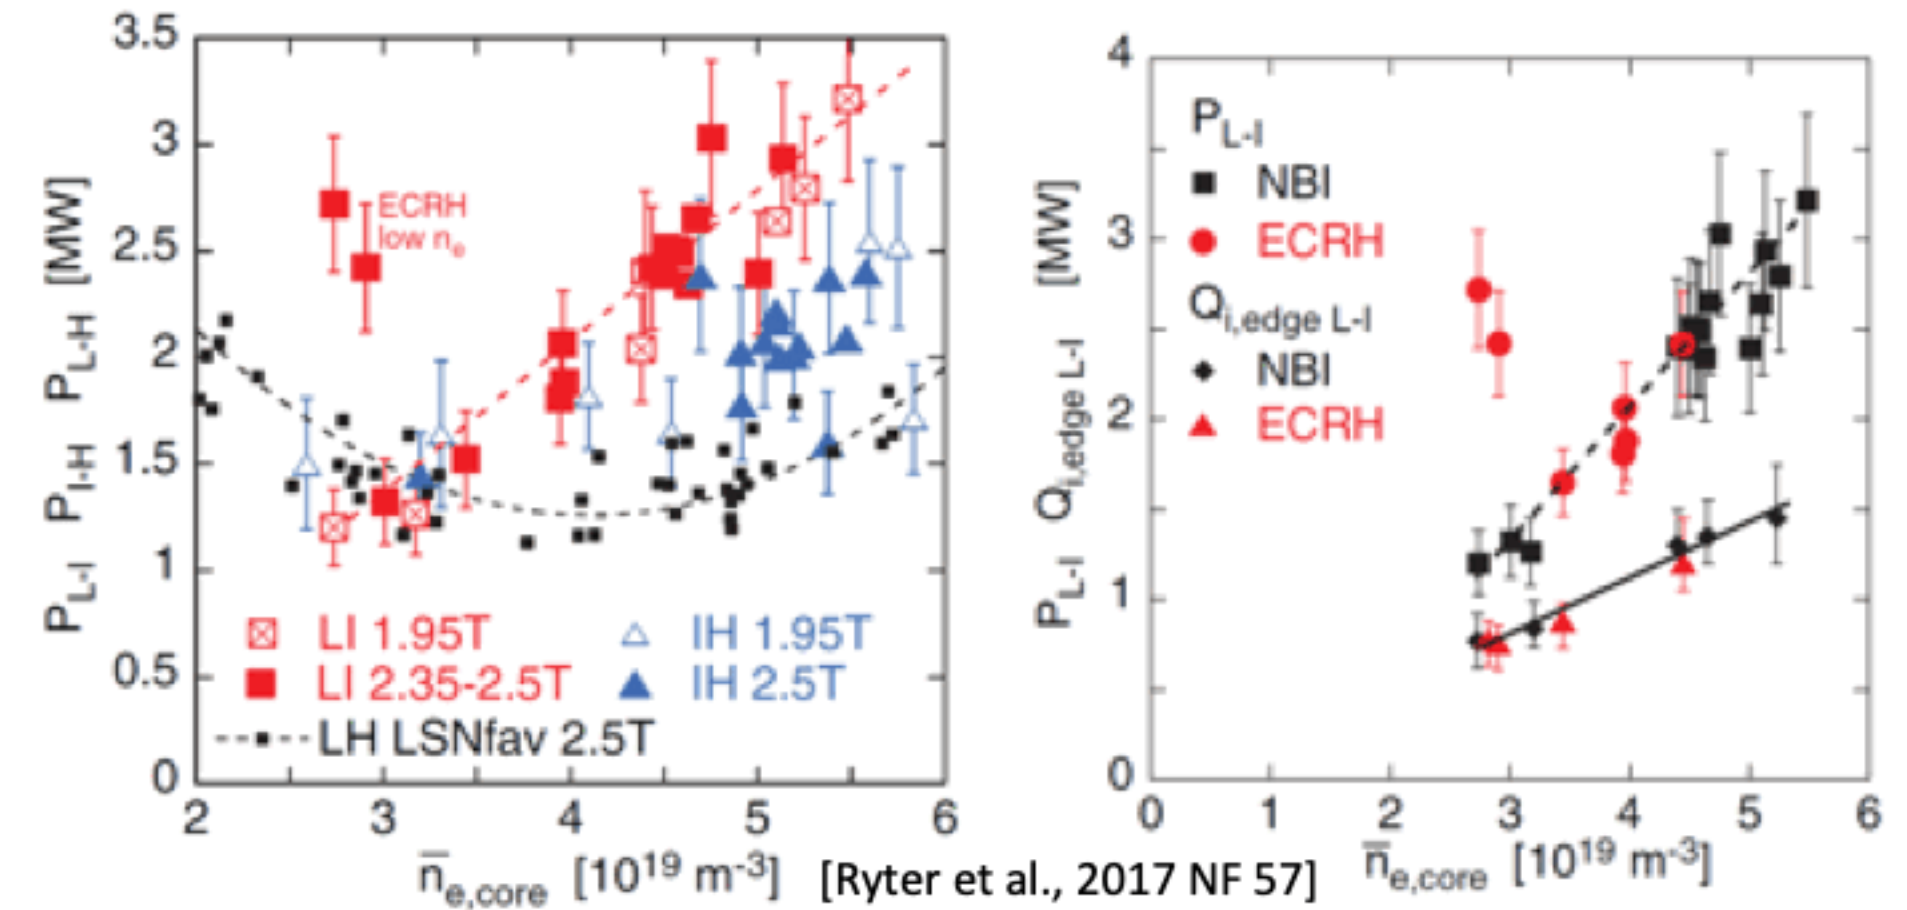 3.5
3
2.5
2
1.5
1
0.5
0
P_L-I P_I-H P_L-H [MW]
ECRH
low n_e
LI 1.95T
IH 1.95T
LI 2.35-2.5T
IH 2.5T
LH LSNfav 2.5T
2 3 4 5 6
n̅_e,core [10^19 m^-3]
4
3
2
1
0
P_L-I Q_i,edge L-I [MW]
P_L-I
NBI
ECRH
Q_i,edge L-I
NBI
ECRH
0 1 2 3 4 5 6
n̅_e,core [10^19 m^-3]
[Ryter et al., 2017 NF 57]